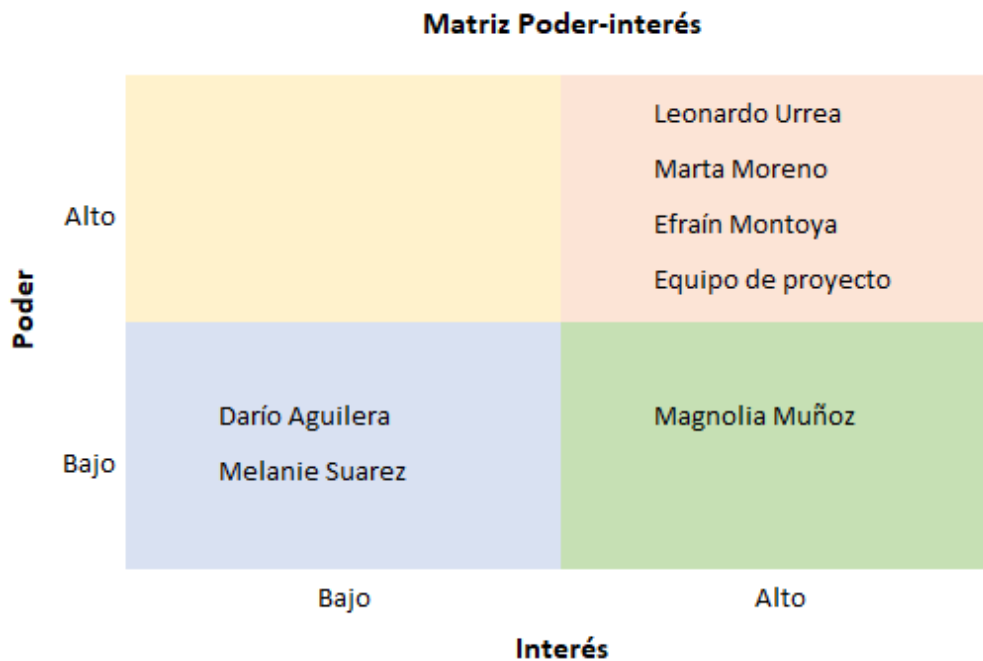 Matriz Poder-interés
Leonardo Urrea
Marta Moreno
Alto
Efraín Montoya
Equipo de proyecto
Poder
Darío Aguilera
Magnolia Muñoz
Bajo
Melanie Suarez
Bajo
Alto
Interés